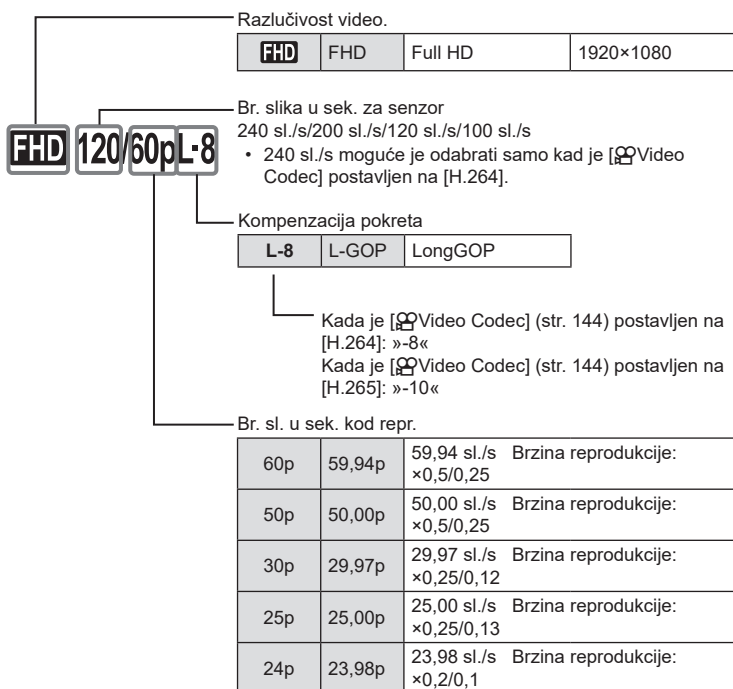 Razlučivost video.
FHD FHD Full HD 1920×1080
Br. slika u sek. za senzor
240 sl./s/200 sl./s/120 sl./s/100 sl./s
• 240 sl./s moguće je odabrati samo kad je [Video
Codec] postavljen na [H.264].
FHD 120/60pL-8
Kompenzacija pokreta
L-8 L-GOP LongGOP
Kada je [Video Codec] (str. 144) postavljen na
[H.264]: »-8«
Kada je [Video Codec] (str. 144) postavljen na
[H.265]: »-10«
Br. sl. u sek. kod repr.
60p 59,94p 59,94 sl./s Brzina reprodukcije:
×0,5/0,25
50p 50,00p 50,00 sl./s Brzina reprodukcije:
×0,5/0,25
30p 29,97p 29,97 sl./s Brzina reprodukcije:
×0,25/0,12
25p 25,00p 25,00 sl./s Brzina reprodukcije:
×0,25/0,13
24p 23,98p 23,98 sl./s Brzina reprodukcije:
×0,2/0,1